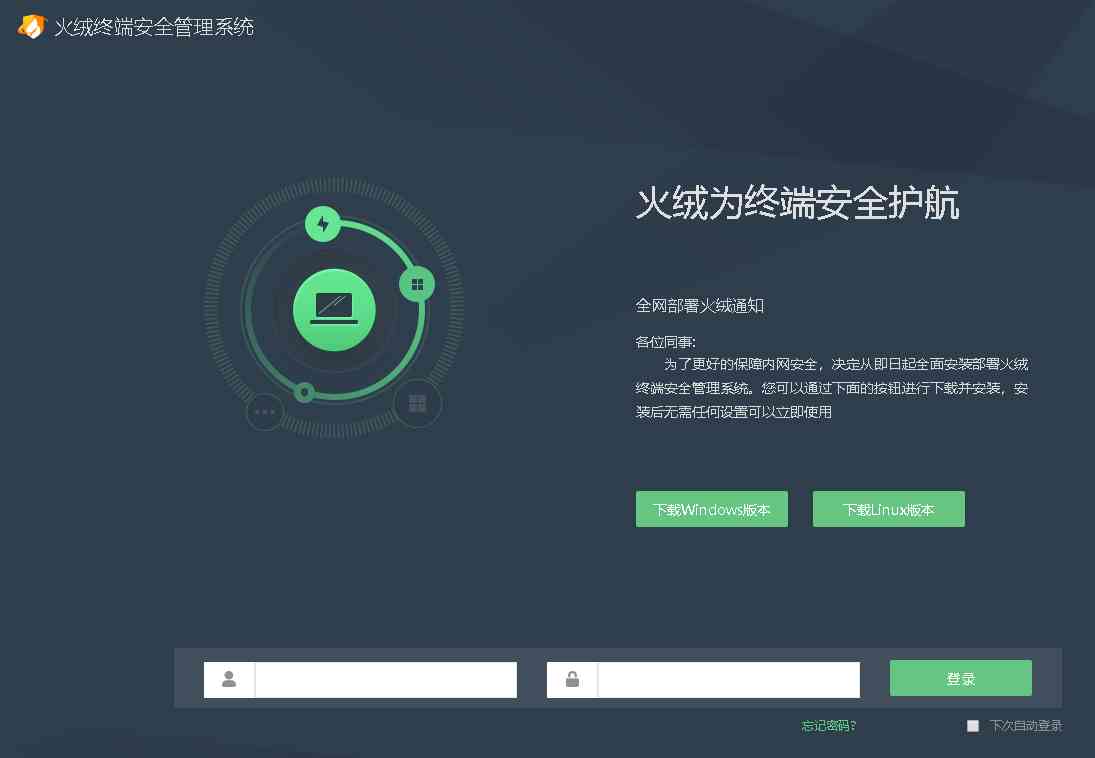 火绒终端安全管理系统
火绒为终端安全护航
全网部署火绒通知
各位同事:
为了更好的保障内网安全，决定从即日起全面安装部署火绒
终端安全管理系统。您可以通过下面的按钮进行下载并安装，安
装后无需任何设置可以立即使用
下载Windows版本
下载Linux版本
登录
忘记密码?
下次自动登录